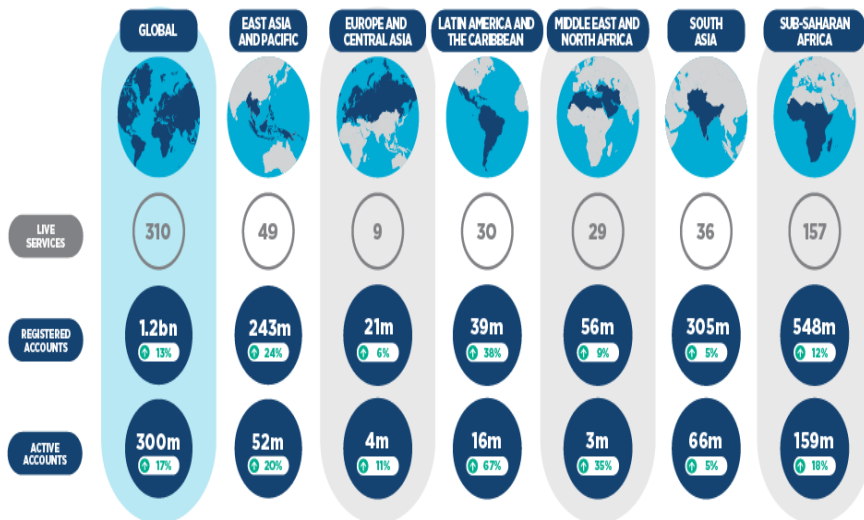 GLOBAL
EAST ASIA
AND PACIFIC
EUROPE AND
CENTRAL ASIA
LATIN AMERICA AND
THE CARIBBEAN
MIDDLE EAST AND
NORTH AFRICA
SOUTH
ASIA
SUB-SAHARAN
AFRICA
LIVE
SERVICES
310 49 9 30 29 36 157
REGISTERED
ACCOUNTS
1.2bn 243m 21m 39m 56m 305m 548m
13% 24% 6% 38% 9% 5% 12%
ACTIVE
ACCOUNTS
300m 52m 4m 16m 3m 66m 159m
17% 20% 11% 67% 35% 5% 18%